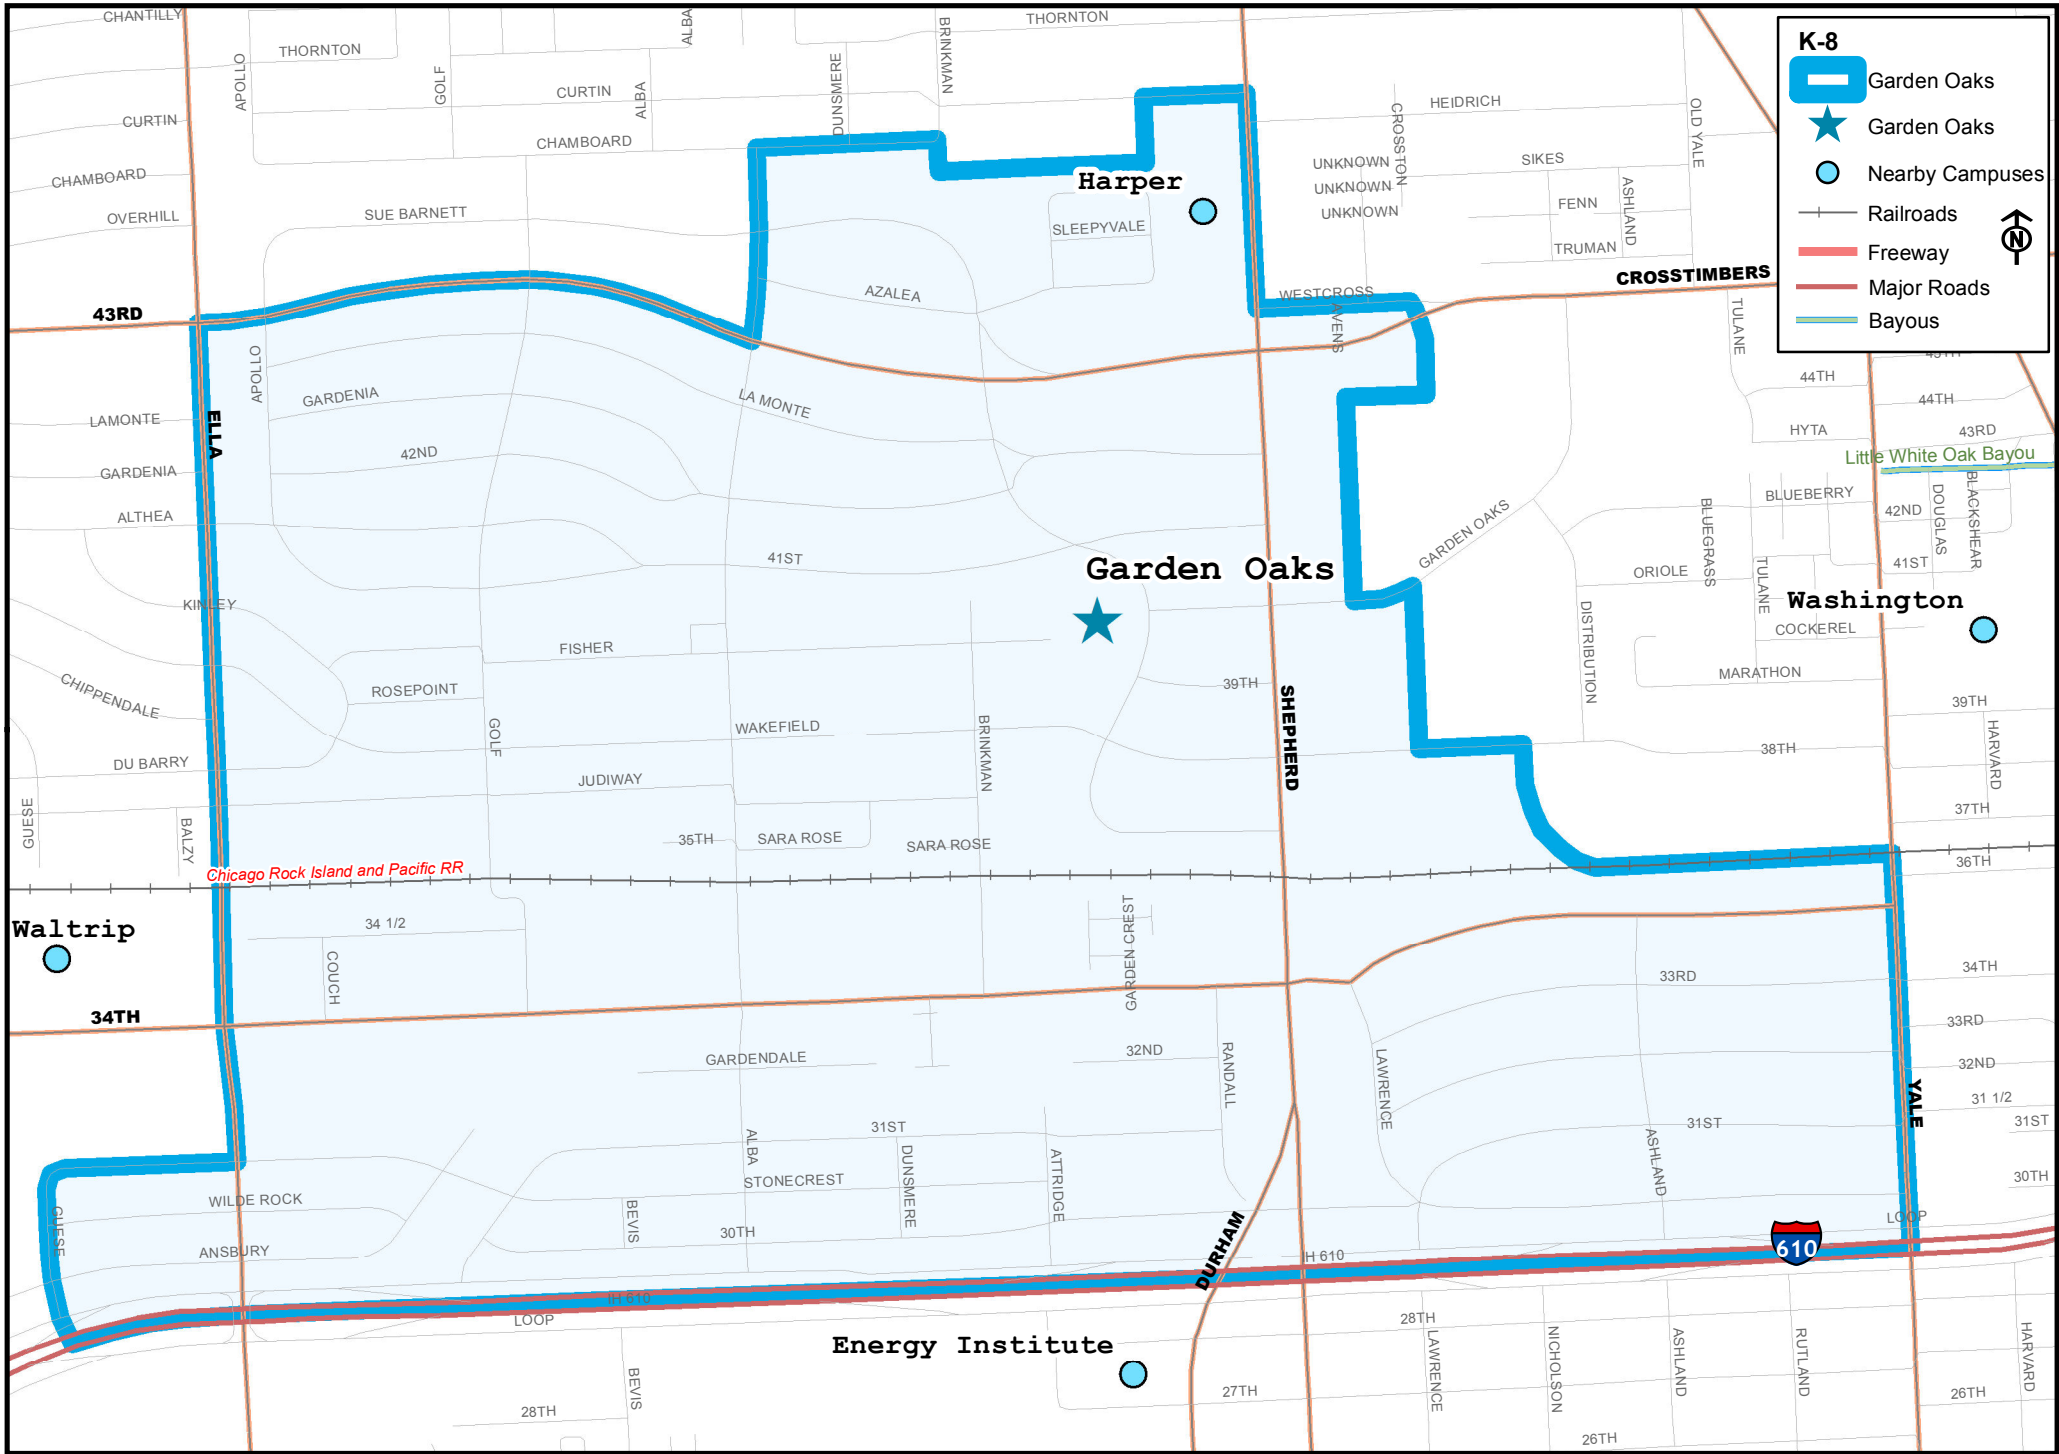 CHANTILLY
THORNTON
THORNTON
APOLLO
GOLF
ALBA
ALBA
DUNSMERE
BRINKMAN
CURTIN
CURTIN
CHAMBOARD
CHAMBOARD
OVERHILL
SUE BARNETT
HEIDRICH
CROSSTON
OLD YALE
UNKNOWN
UNKNOWN
UNKNOWN
SIKES
FENN
ASHLAND
TRUMAN
K-8
Garden Oaks
Garden Oaks
Nearby Campuses
Railroads
N
Freeway
Major Roads
Bayous
Harper
SLEEPYVALE
AZALEA
WESTCROSS
AVENS
CROSSTIMBERS
43RD
ELLA
APOLLO
GARDENIA
LA MONTE
42ND
LAMONTE
GARDENIA
ALTHEA
TULANE
45TH
44TH
44TH
HYTA
43RD
Little White Oak Bayou
BLUEBERRY
BLUEGRASS
42ND
DOUGLAS
BLACKSHEAR
41ST
41ST
GARDEN OAKS
Garden Oaks
ORIOLE
TULANE
Washington
COCKEREL
DISTRIBUTION
MARATHON
KINLEY
FISHER
ROSEPOINT
CHIPPENDALE
GOLF
39TH
SHEPHERD
39TH
HARVARD
WAKEFIELD
BRINKMAN
38TH
DU BARRY
JUDIWAY
GUESE
BALZY
35TH
SARA ROSE
SARA ROSE
37TH
36TH
Chicago Rock Island and Pacific RR
Waltrip
34 1/2
COUCH
GARDEN CREST
33RD
34TH
34TH
33RD
GARDENDALE
32ND
RANDALL
LAWRENCE
32ND
YALE
31 1/2
31ST
31ST
31ST
ALBA
DUNSMERE
ATTRIDGE
ASHLAND
STONECREST
30TH
WILDE ROCK
GUESE
BEVIS
30TH
ANSBURY
DURHAM
IH 610
610
LOOP
IH 610
LOOP
Energy Institute
28TH
LAWRENCE
NICHOLSON
ASHLAND
RUTLAND
HARVARD
BEVIS
27TH
26TH
28TH
26TH